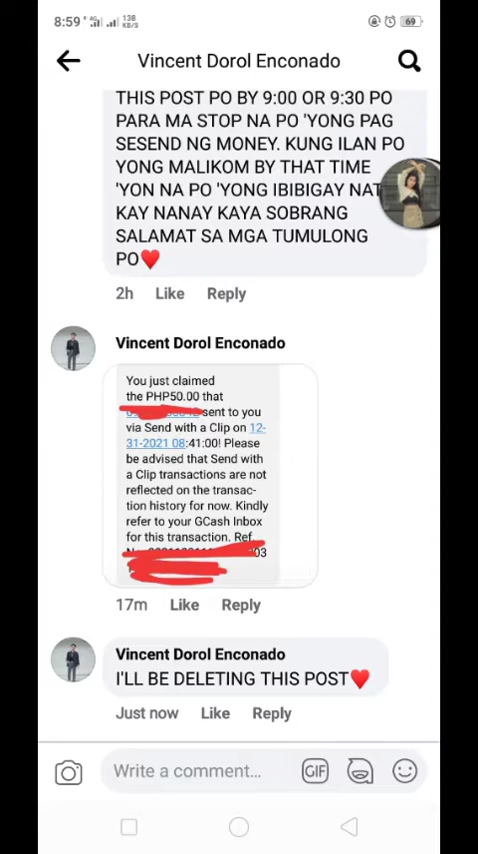 8:59
4G
138
KB/s
69
Vincent Dorol Enconado
THIS POST PO BY 9:00 OR 9:30 PO
PARA MA STOP NA PO 'YONG PAG
SESEND NG MONEY. KUNG ILAN PO
YONG MALIKOM BY THAT TIME
'YON NA PO 'YONG IBIBIGAY
KAY NANAY KAYA SOBRANG
SALAMAT SA MGA TUMULONG
PO❤️
2h Like Reply
Vincent Dorol Enconado
You just claimed
the PHP50.00 that
sent to you
via Send with a Clip on 12-
31-2021 08:41:00! Please
be advised that Send with
a Clip transactions are not
reflected on the transac-
tion history for now. Kindly
refer to your GCash Inbox
for this transaction. Ref.
03
17m Like Reply
Vincent Dorol Enconado
I'LL BE DELETING THIS POST❤️
Just now Like Reply
Write a comment...
GIF